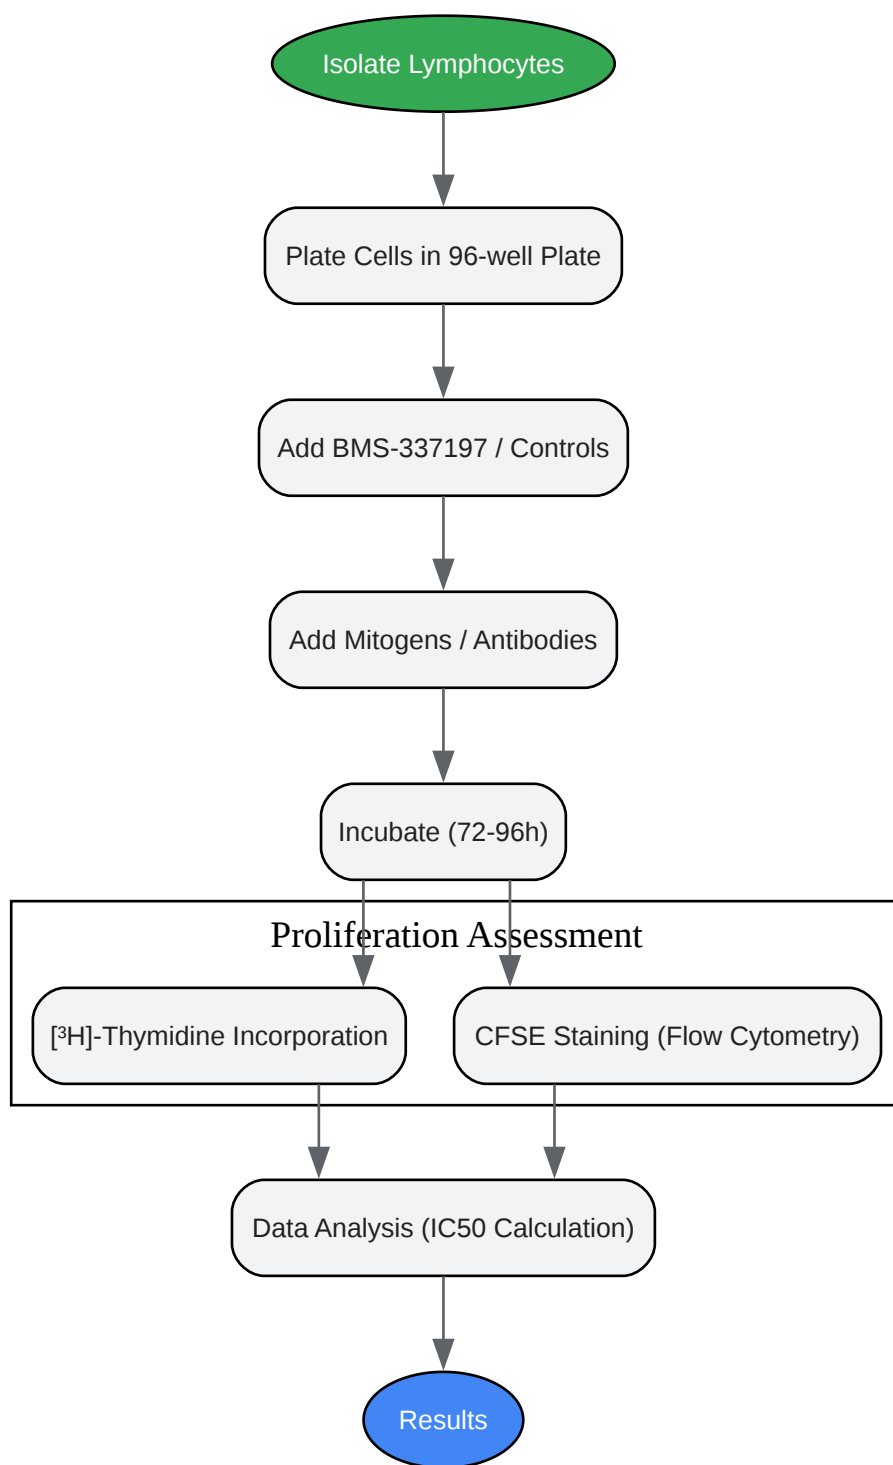 Isolate Lymphocytes
Plate Cells in 96-well Plate
Add BMS-337197 / Controls
Add Mitogens / Antibodies
Incubate (72-96h)
Proliferation Assessment
[³H]-Thymidine Incorporation
CFSE Staining (Flow Cytometry)
Data Analysis (IC50 Calculation)
Results